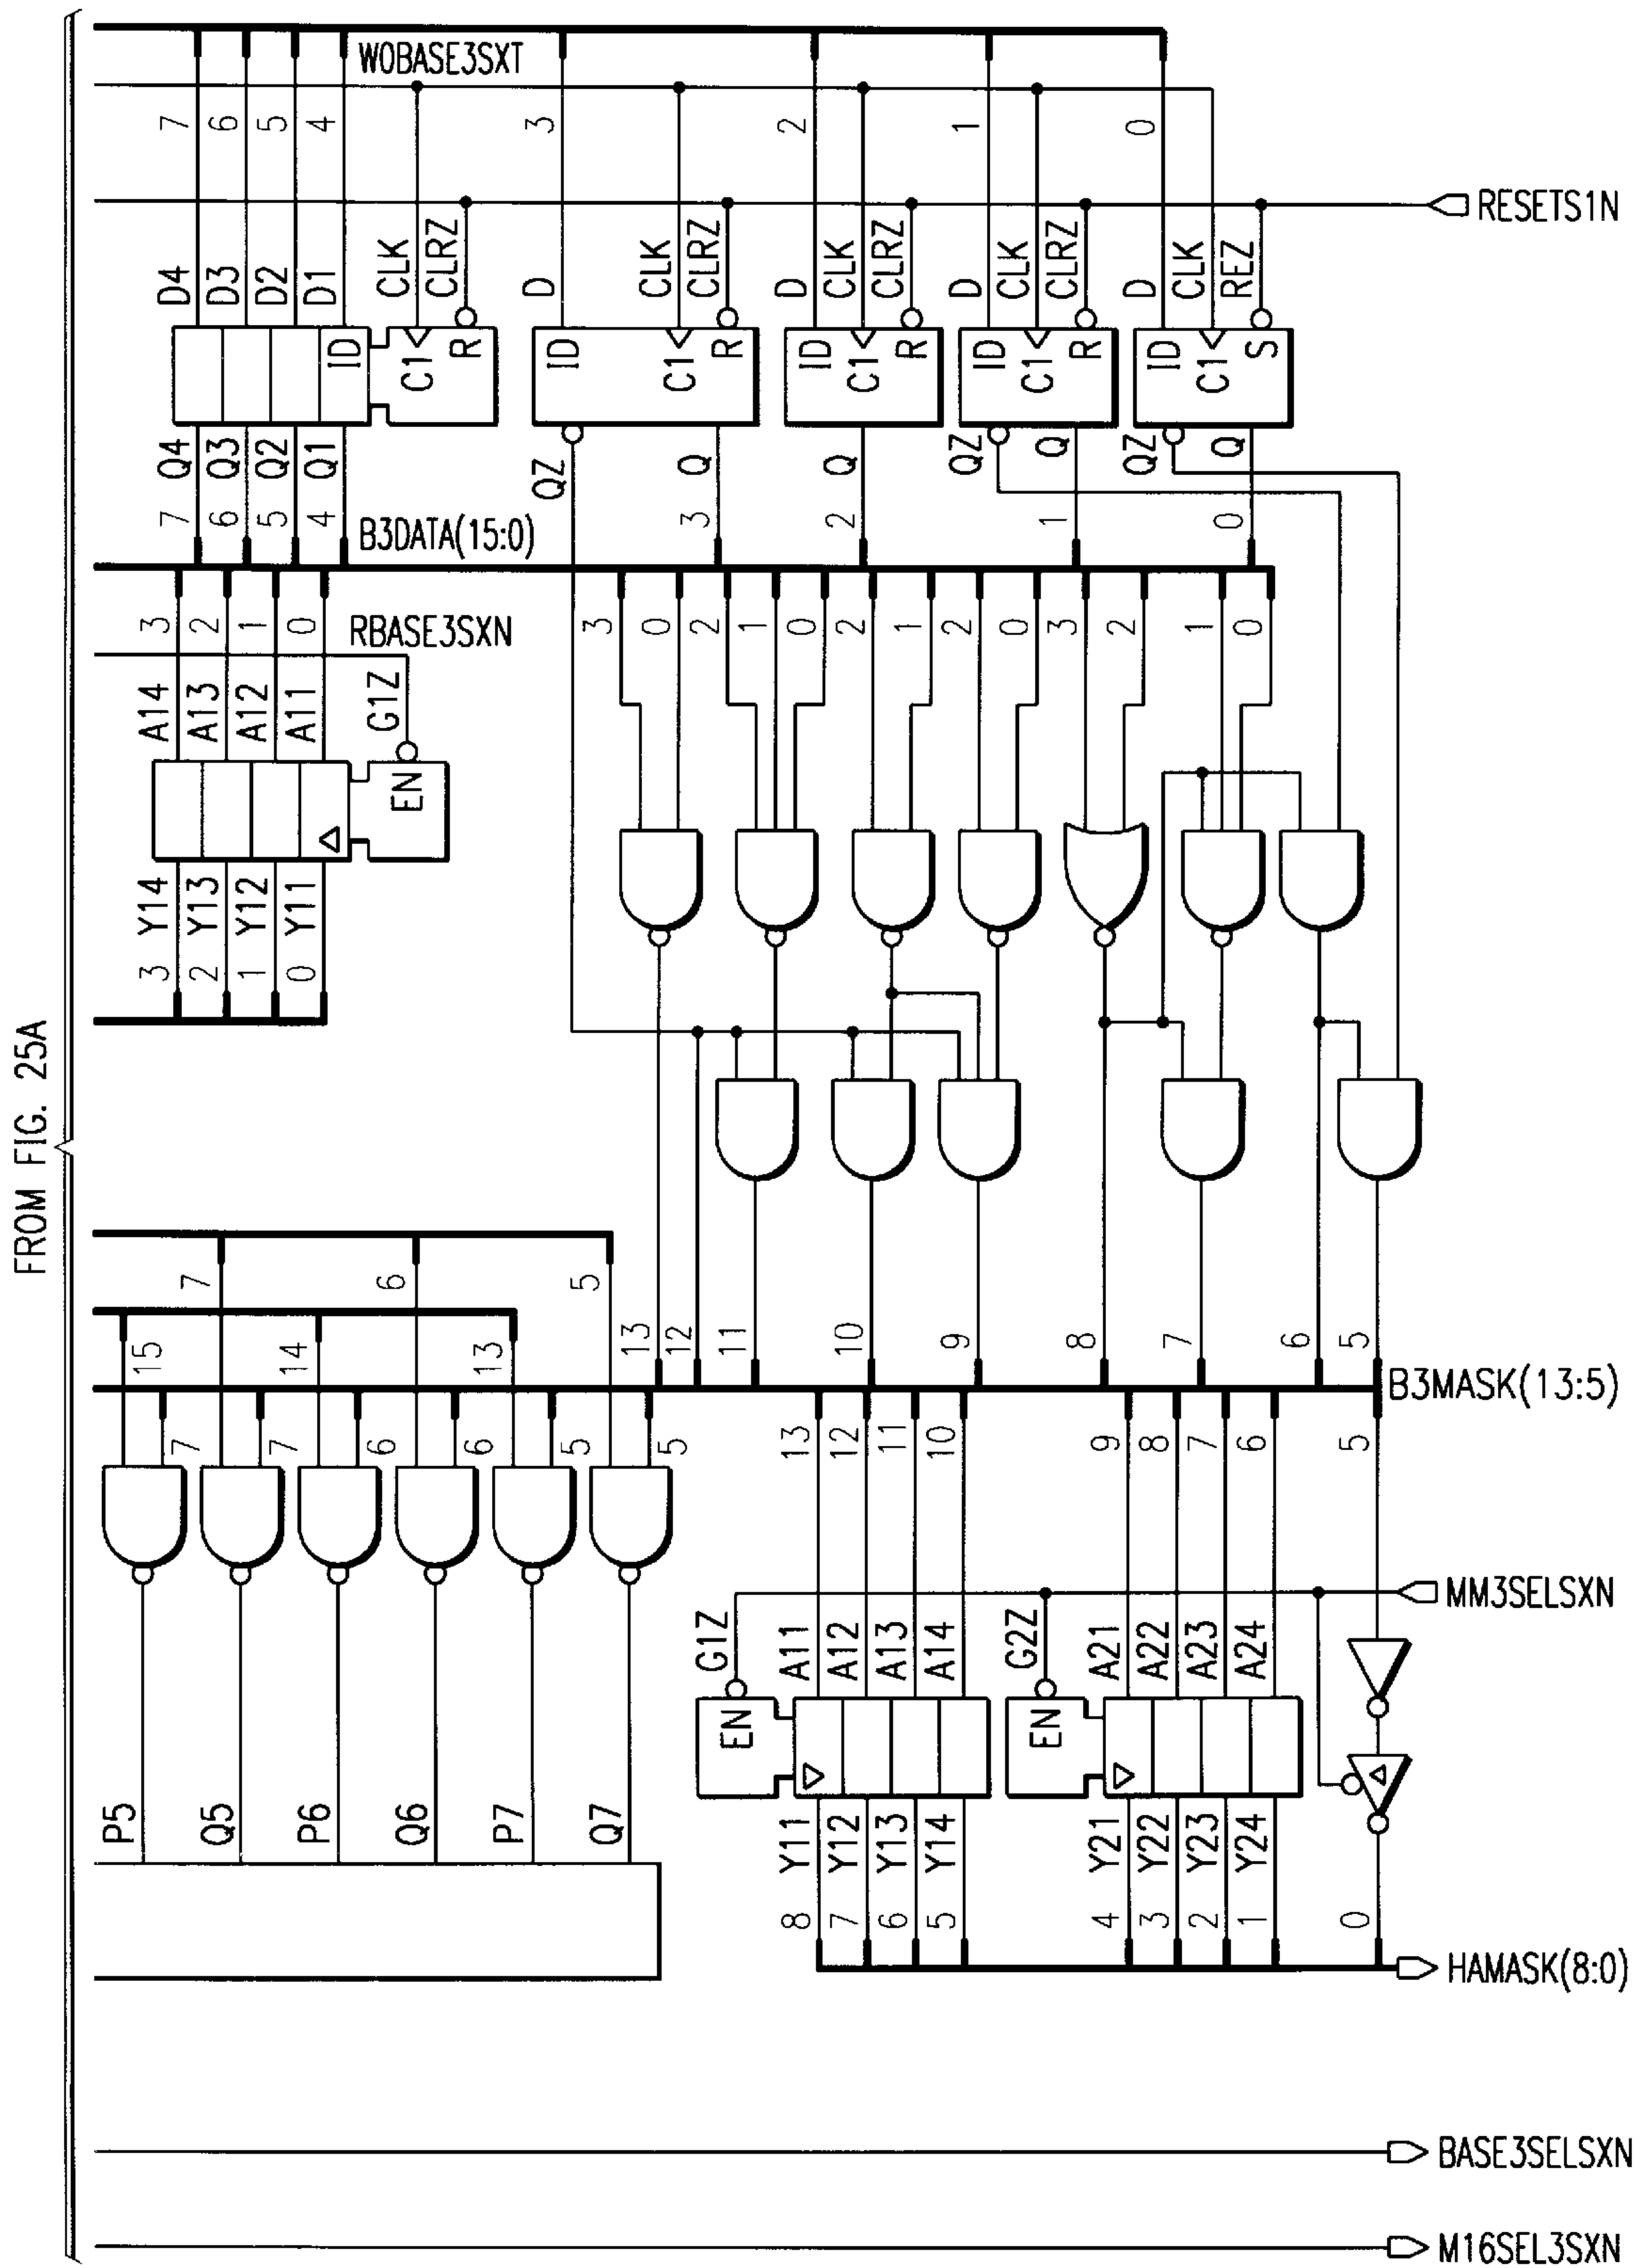 FROM FIG. 25A
W0BASE3SXT
7 6 5 4 3 2 1 0
RESETS1N
D4 D3 D2 D1 CLK CLRZ D CLK CLRZ D CLK CLRZ D CLK CLRZ D CLK REZ
ID C1 R ID C1 R ID C1 R ID C1 R ID C1 S
Q4 Q3 Q2 Q1 QZ Q Q QZ Q QZ Q
7 6 5 4 3 2 1 0
B3DATA(15:0)
3 2 1 0 RBASE3SXN 3 0 2 1 0 2 1 2 0 3 2 1 0
A14 A13 A12 A11 G1Z
EN
Y14 Y13 Y12 Y11
3 2 1 0
7 6 5
15 14 13 13 12 11 10 9 8 7 6 5
B3MASK(13:5)
7 7 6 6 5 5 13 12 11 10 9 8 7 6 5
MM3SELSXN
G1Z A11 A12 A13 A14 G2Z A21 A22 A23 A24
EN EN
P5 Q5 P6 Q6 P7 Q7 Y11 Y12 Y13 Y14 Y21 Y22 Y23 Y24
8 7 6 5 4 3 2 1 0
HAMASK(8:0)
BASE3SELSXN
M16SEL3SXN